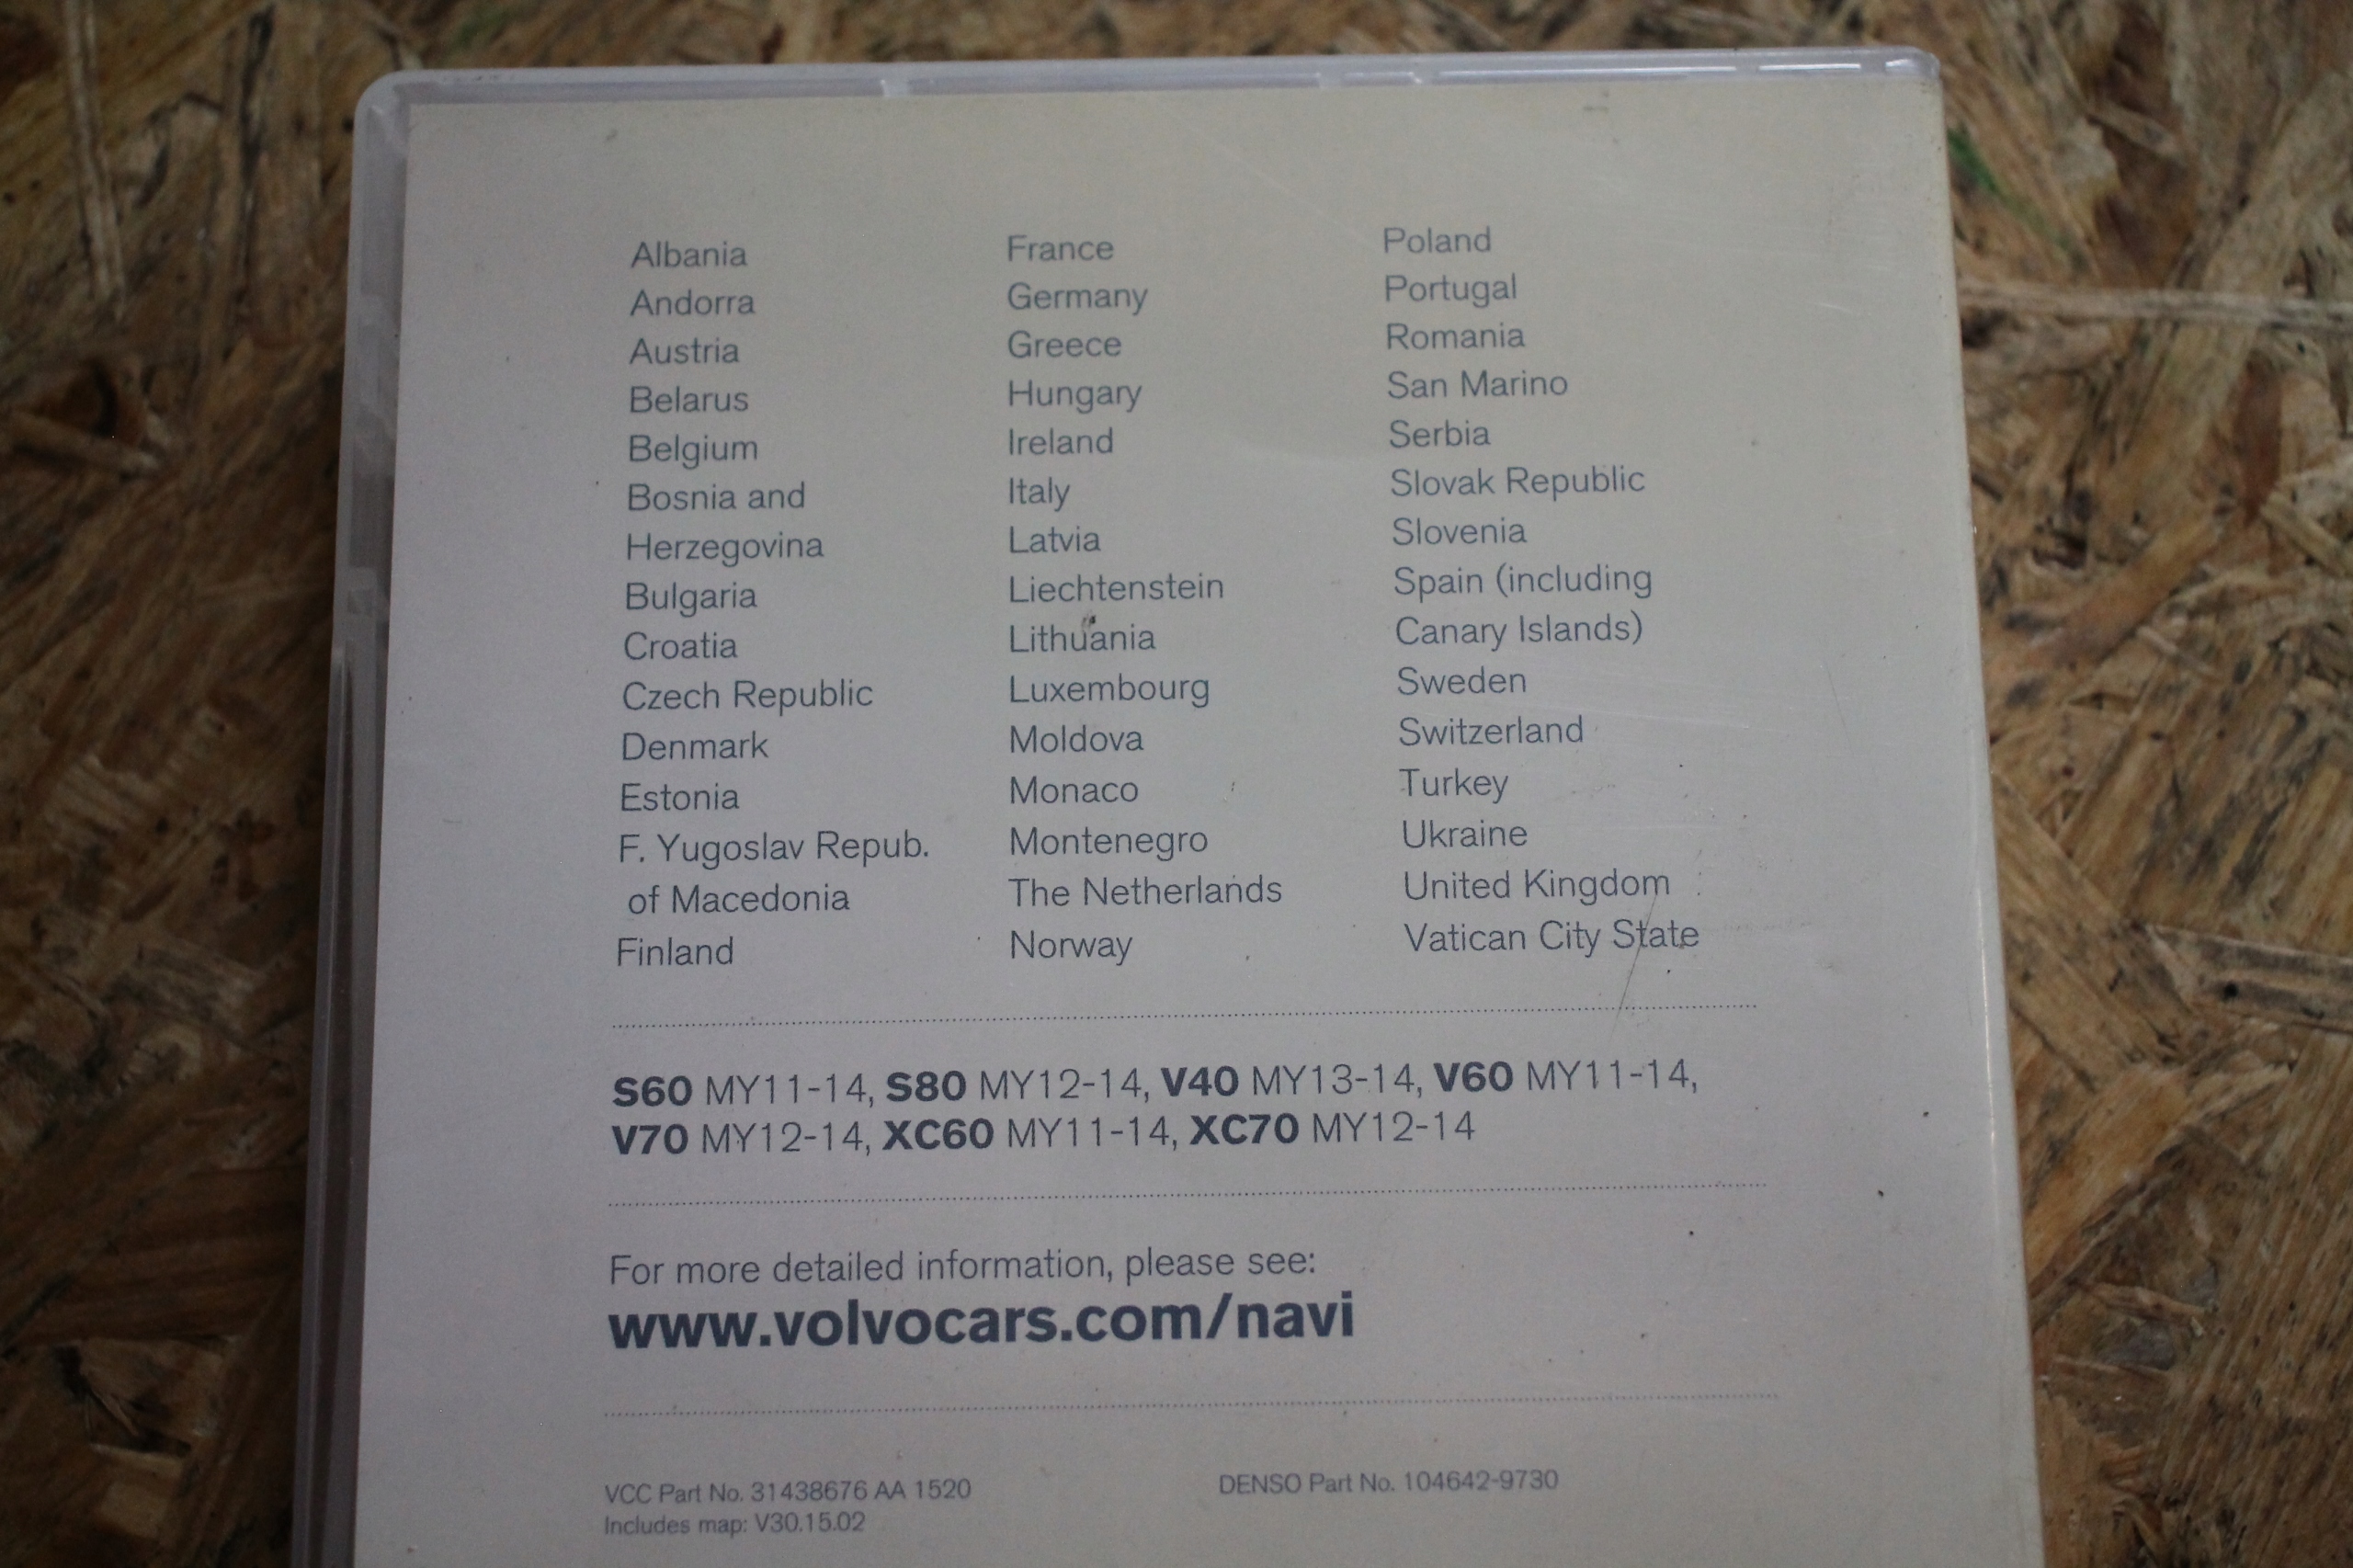 Albania
Andorra
Austria
Belarus
Belgium
Bosnia and
Herzegovina
Bulgaria
Croatia
Czech Republic
Denmark
Estonia
F. Yugoslav Repub.
of Macedonia
Finland
France
Germany
Greece
Hungary
Ireland
Italy
Latvia
Liechtenstein
Lithuania
Luxembourg
Moldova
Monaco
Montenegro
The Netherlands
Norway
Poland
Portugal
Romania
San Marino
Serbia
Slovak Republic
Slovenia
Spain (including
Canary Islands)
Sweden
Switzerland
Turkey
Ukraine
United Kingdom
Vatican City State
S60 MY11-14, S80 MY12-14, V40 MY13-14, V60 MY11-14,
V70 MY12-14, XC60 MY11-14, XC70 MY12-14
For more detailed information, please see:
www.volvocars.com/navi
VCC Part No. 31438676 AA 1520
Includes map: V30.15.02
DENSO Part No. 104642-9730